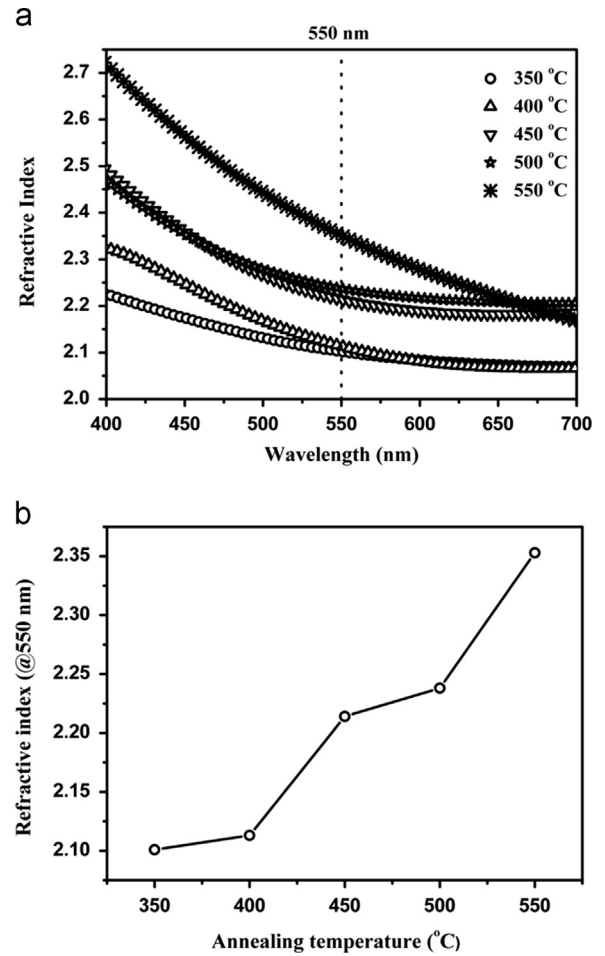 a
550 nm
2.7
2.6
2.5
2.4
2.3
2.2
2.1
2.0
Refractive Index
350 °C
400 °C
450 °C
500 °C
550 °C
400 450 500 550 600 650 700
Wavelength (nm)
b
2.35
2.30
2.25
2.20
2.15
2.10
Refractive index (@550 nm)
350 400 450 500 550
Annealing temperature (°C)